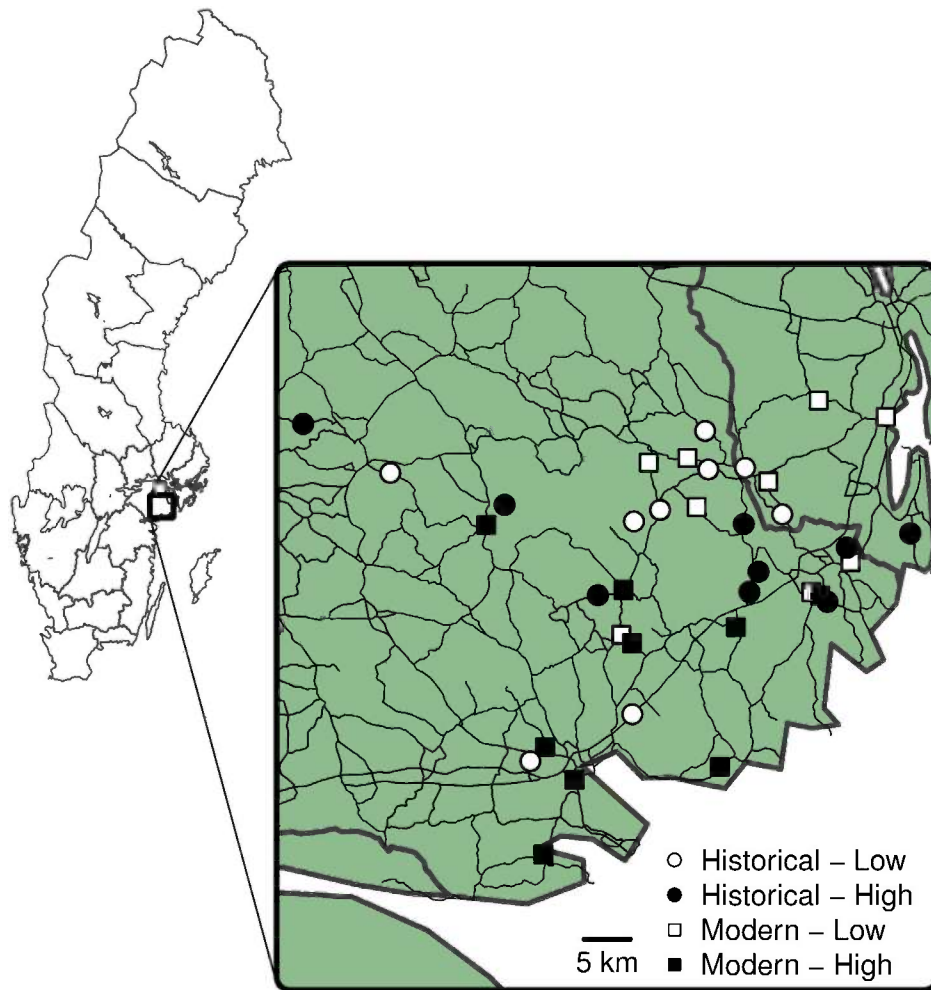 Historical – Low
Historical – High
Modern – Low
5 km
Modern – High